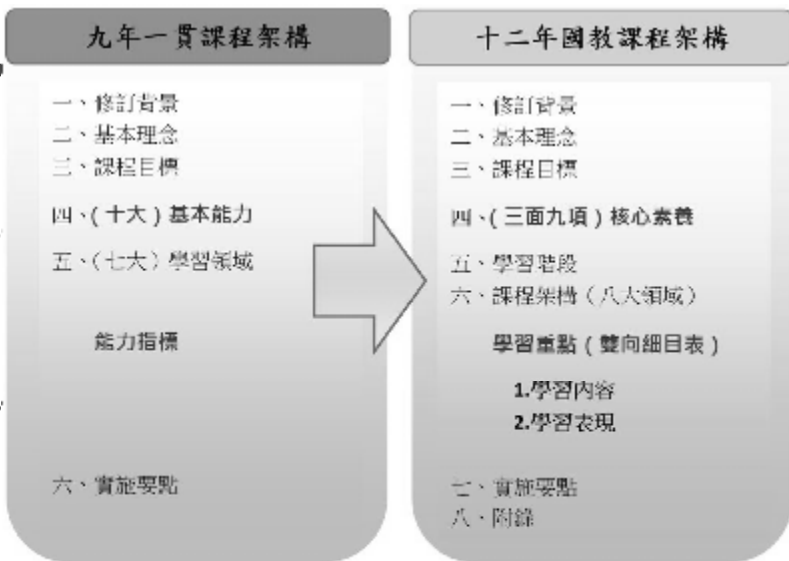 九年一貫課程架構
一、修訂背景
二、基本理念
三、課程目標
四、(十大)基本能力
五、(七大)學習領域
能力指標
六、實施要點
十二年國教課程架構
一、修訂背景
二、基本理念
三、課程目標
四、(三面九項)核心素養
五、學習階段
六、課程架構(八大領域)
學習重點(雙向細目表)
1.學習內容
2.學習表現
七、實施要點
八、附錄